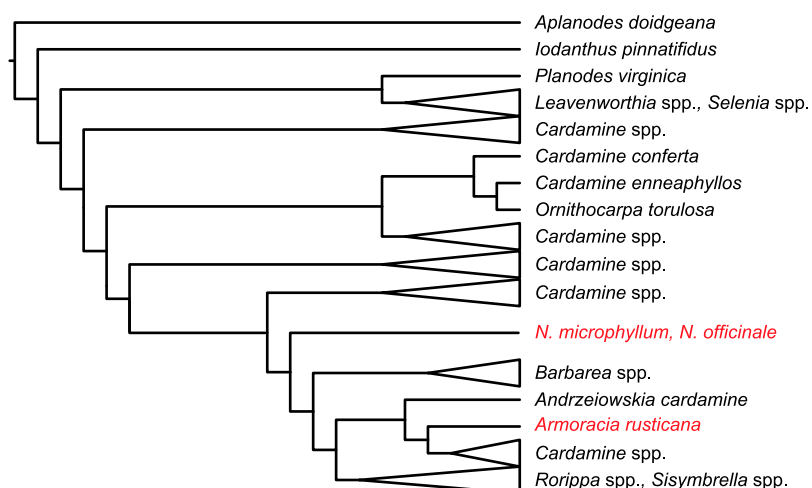 Aplanodes doidgeana
Iodanthus pinnatifidus
Planodes virginica
Leavenworthia spp., Selenia spp.
Cardamine spp.
Cardamine conferta
Cardamine enneaphyllos
Ornithocarpa torulosa
Cardamine spp.
Cardamine spp.
Cardamine spp.
N. microphyllum, N. officinale
Barbarea spp.
Andrzeiowskia cardamine
Armoracia rusticana
Cardamine spp.
Rorippa spp., Sisymbrella spp.